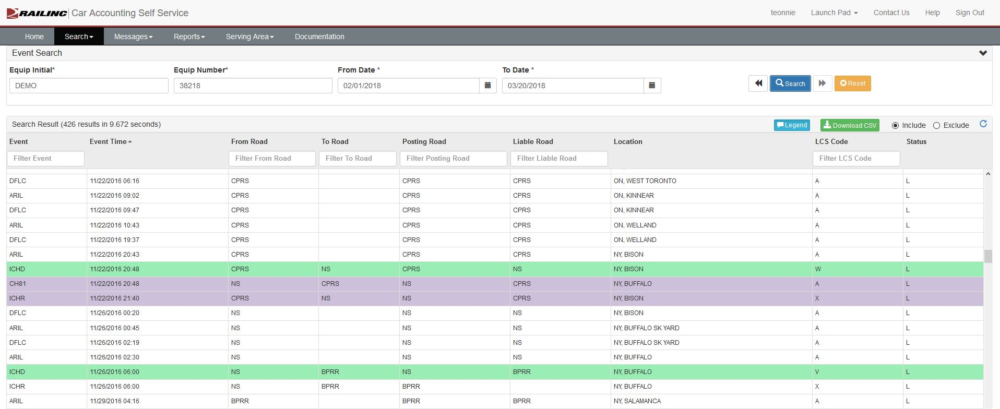 RAILINC Car Accounting Self Service teonnie Launch Pad Contact Us Help Sign Out
Home Search Messages Reports Serving Area Documentation
Event Search
Equip Initial* Equip Number* From Date * To Date *
DEMO 38218 02/01/2018 03/20/2018 Search Reset
Search Result (426 results in 9.672 seconds) Legend Download CSV Include Exclude
Event Event Time From Road To Road Posting Road Liable Road Location LCS Code Status
Filter Event Filter From Road Filter To Road Filter Posting Road Filter Liable Road Filter LCS Code
DFLC 11/22/2016 06:16 CPRS CPRS CPRS ON, WEST TORONTO A L
ARIL 11/22/2016 09:02 CPRS CPRS CPRS ON, KINNEAR A L
DFLC 11/22/2016 09:47 CPRS CPRS CPRS ON, KINNEAR A L
ARIL 11/22/2016 10:43 CPRS CPRS CPRS ON, WELLAND A L
DFLC 11/22/2016 19:37 CPRS CPRS CPRS ON, WELLAND A L
ARIL 11/22/2016 20:43 CPRS CPRS CPRS NY, BISON A L
ICHD 11/22/2016 20:48 CPRS NS CPRS NS NY, BISON W L
CH81 11/22/2016 20:48 NS CPRS NS CPRS NY, BUFFALO A L
ICHR 11/22/2016 21:40 CPRS NS NS CPRS NY, BISON X L
DFLC 11/26/2016 00:20 NS NS NS NY, BISON A L
ARIL 11/26/2016 00:45 NS NS NS NY, BUFFALO SK YARD A L
DFLC 11/26/2016 02:19 NS NS NS NY, BUFFALO SK YARD A L
ARIL 11/26/2016 02:30 NS NS NS NY, BUFFALO A L
ICHD 11/26/2016 06:00 NS BPRR NS BPRR NY, BUFFALO V L
ICHR 11/26/2016 06:00 NS BPRR BPRR NY, BUFFALO X L
ARIL 11/29/2016 04:16 BPRR BPRR BPRR NY, SALAMANCA A L